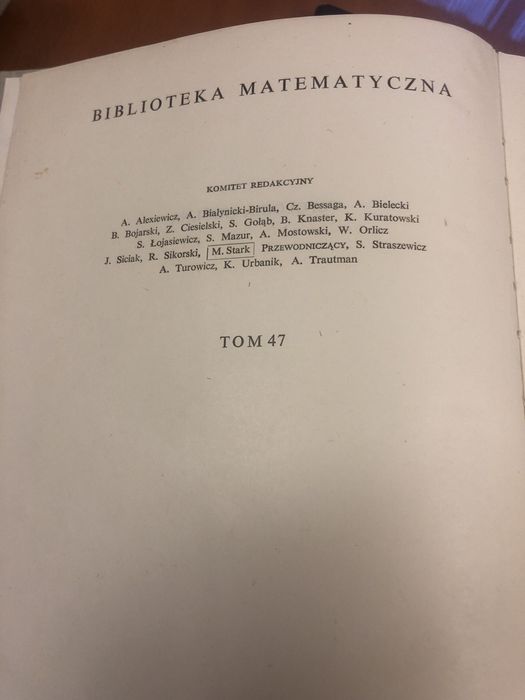 BIBLIOTEKA MATEMATYCZNA
KOMITET REDAKCYJNY
A. Alexiewicz, A. Białynicki-Birula, Cz. Bessaga, A. Bielecki
B. Bojarski, Z. Ciesielski, S. Gołąb, B. Knaster, K. Kuratowski
S. Łojasiewicz, S. Mazur, A. Mostowski, W. Orlicz
J. Siciak, R. Sikorski, M. Stark PRZEWODNICZĄCY, S. Straszewicz
A. Turowicz, K. Urbanik, A. Trautman
TOM 47